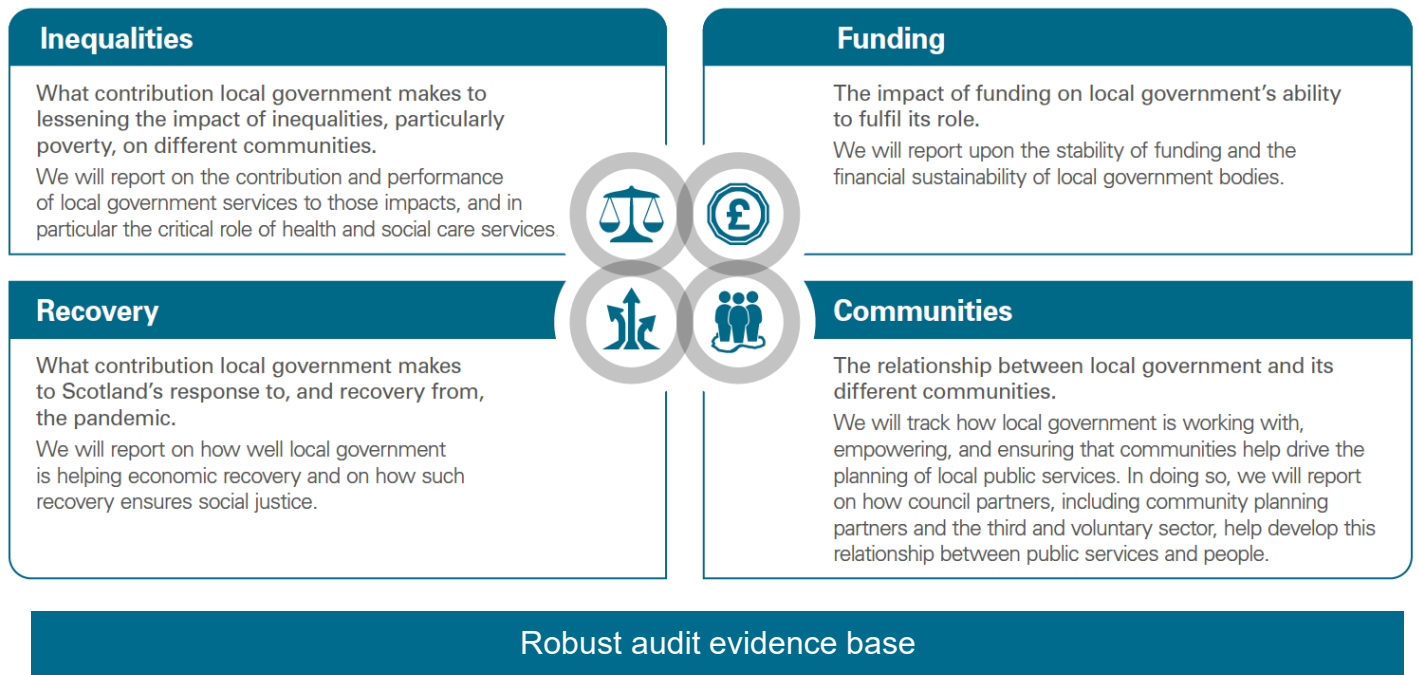 Inequalities
What contribution local government makes to
lessening the impact of inequalities, particularly
poverty, on different communities.
We will report on the contribution and performance
of local government services to those impacts, and in
particular the critical role of health and social care services.
Funding
The impact of funding on local government’s ability
to fulfil its role.
We will report upon the stability of funding and the
financial sustainability of local government bodies.
£
Recovery
What contribution local government makes
to Scotland’s response to, and recovery from,
the pandemic.
We will report on how well local government
is helping economic recovery and on how such
recovery ensures social justice.
Communities
The relationship between local government and its
different communities.
We will track how local government is working with,
empowering, and ensuring that communities help drive the
planning of local public services. In doing so, we will report
on how council partners, including community planning
partners and the third and voluntary sector, help develop this
relationship between public services and people.
Robust audit evidence base